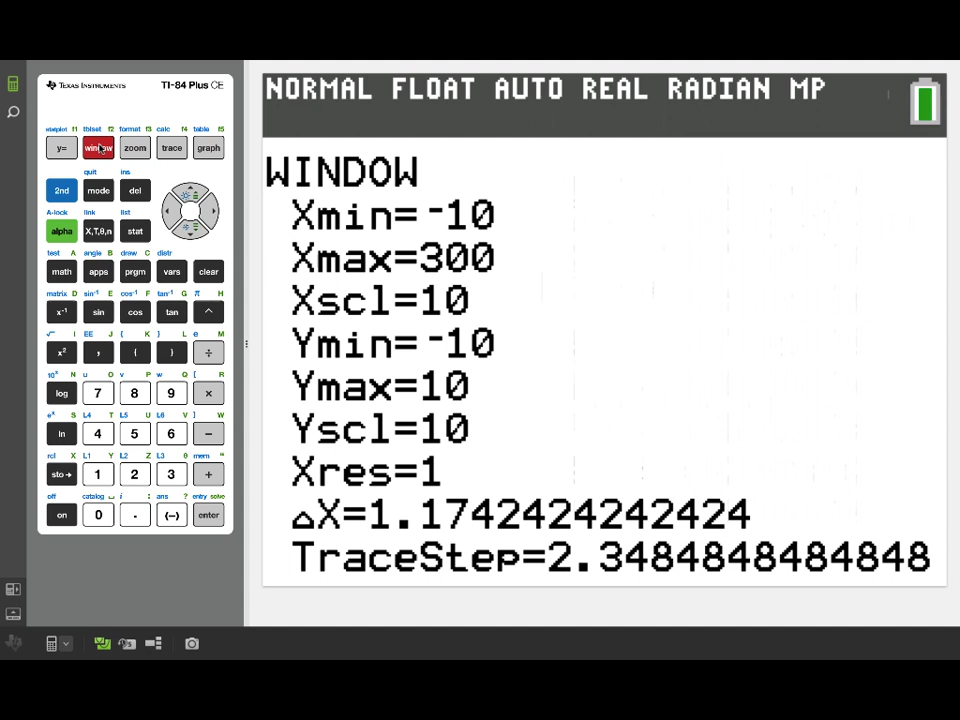 TEXAS INSTRUMENTS TI-84 Plus CE
statplot f1 tblset f2 format f3 calc f4 table f5
y= window zoom trace graph
quit ins
2nd mode del
A-lock link list
alpha X,T,θ,n stat
test A angle B draw C distr
math apps prgm vars clear
matrix D sin⁻¹ E cos⁻¹ F tan⁻¹ G π H
x⁻¹ sin cos tan ^
√ I EE J { K } L e M
x² , ( ) ÷
10ˣ N u O v P w Q [ R
log 7 8 9 ×
eˣ S L4 T L5 U L6 V ] W
ln 4 5 6 −
rcl X L1 Y L2 Z L3 θ mem "
sto→ 1 2 3 +
off catalog i : ans ? entry solve
on 0 . (−) enter
NORMAL FLOAT AUTO REAL RADIAN MP
WINDOW
Xmin=-10
Xmax=300
Xscl=10
Ymin=-10
Ymax=10
Yscl=10
Xres=1
△X=1.1742424242424
TraceStep=2.3484848484848